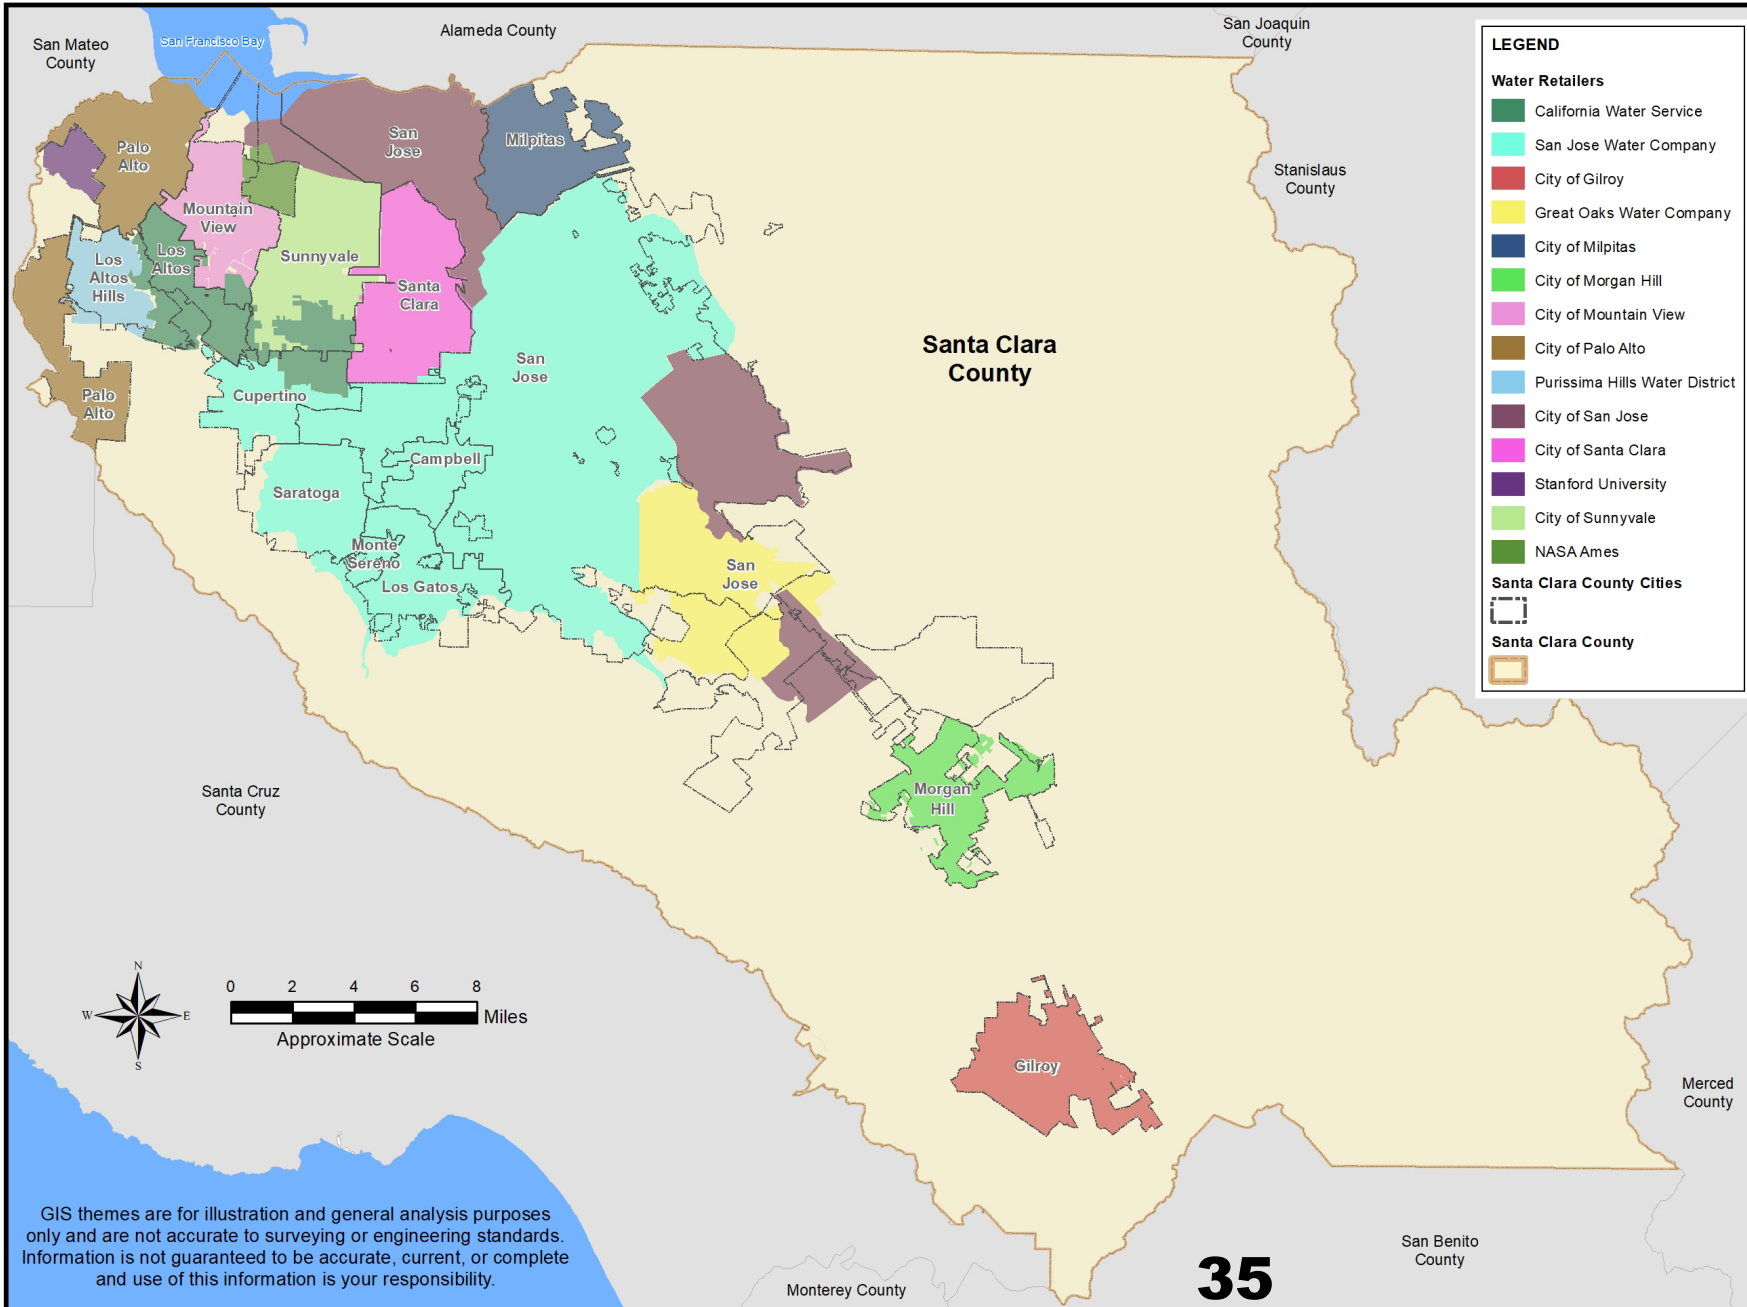 San Mateo
County
San Francisco Bay
Alameda County
San Joaquin
County
Stanislaus
County
Palo
Alto
San
Jose
Milpitas
Mountain
View
Los
Altos
Hills
Los
Altos
Sunnyvale
Santa
Clara
San
Jose
Santa Clara
County
Palo
Alto
Cupertino
Campbell
Saratoga
Monte
Sereno
Los Gatos
San
Jose
Morgan
Hill
Santa Cruz
County
Gilroy
Merced
County
San Benito
County
Monterey County
N
W
E
S
0 2 4 6 8
Miles
Approximate Scale
GIS themes are for illustration and general analysis purposes
only and are not accurate to surveying or engineering standards.
Information is not guaranteed to be accurate, current, or complete
and use of this information is your responsibility.
35
LEGEND
Water Retailers
California Water Service
San Jose Water Company
City of Gilroy
Great Oaks Water Company
City of Milpitas
City of Morgan Hill
City of Mountain View
City of Palo Alto
Purissima Hills Water District
City of San Jose
City of Santa Clara
Stanford University
City of Sunnyvale
NASA Ames
Santa Clara County Cities
Santa Clara County